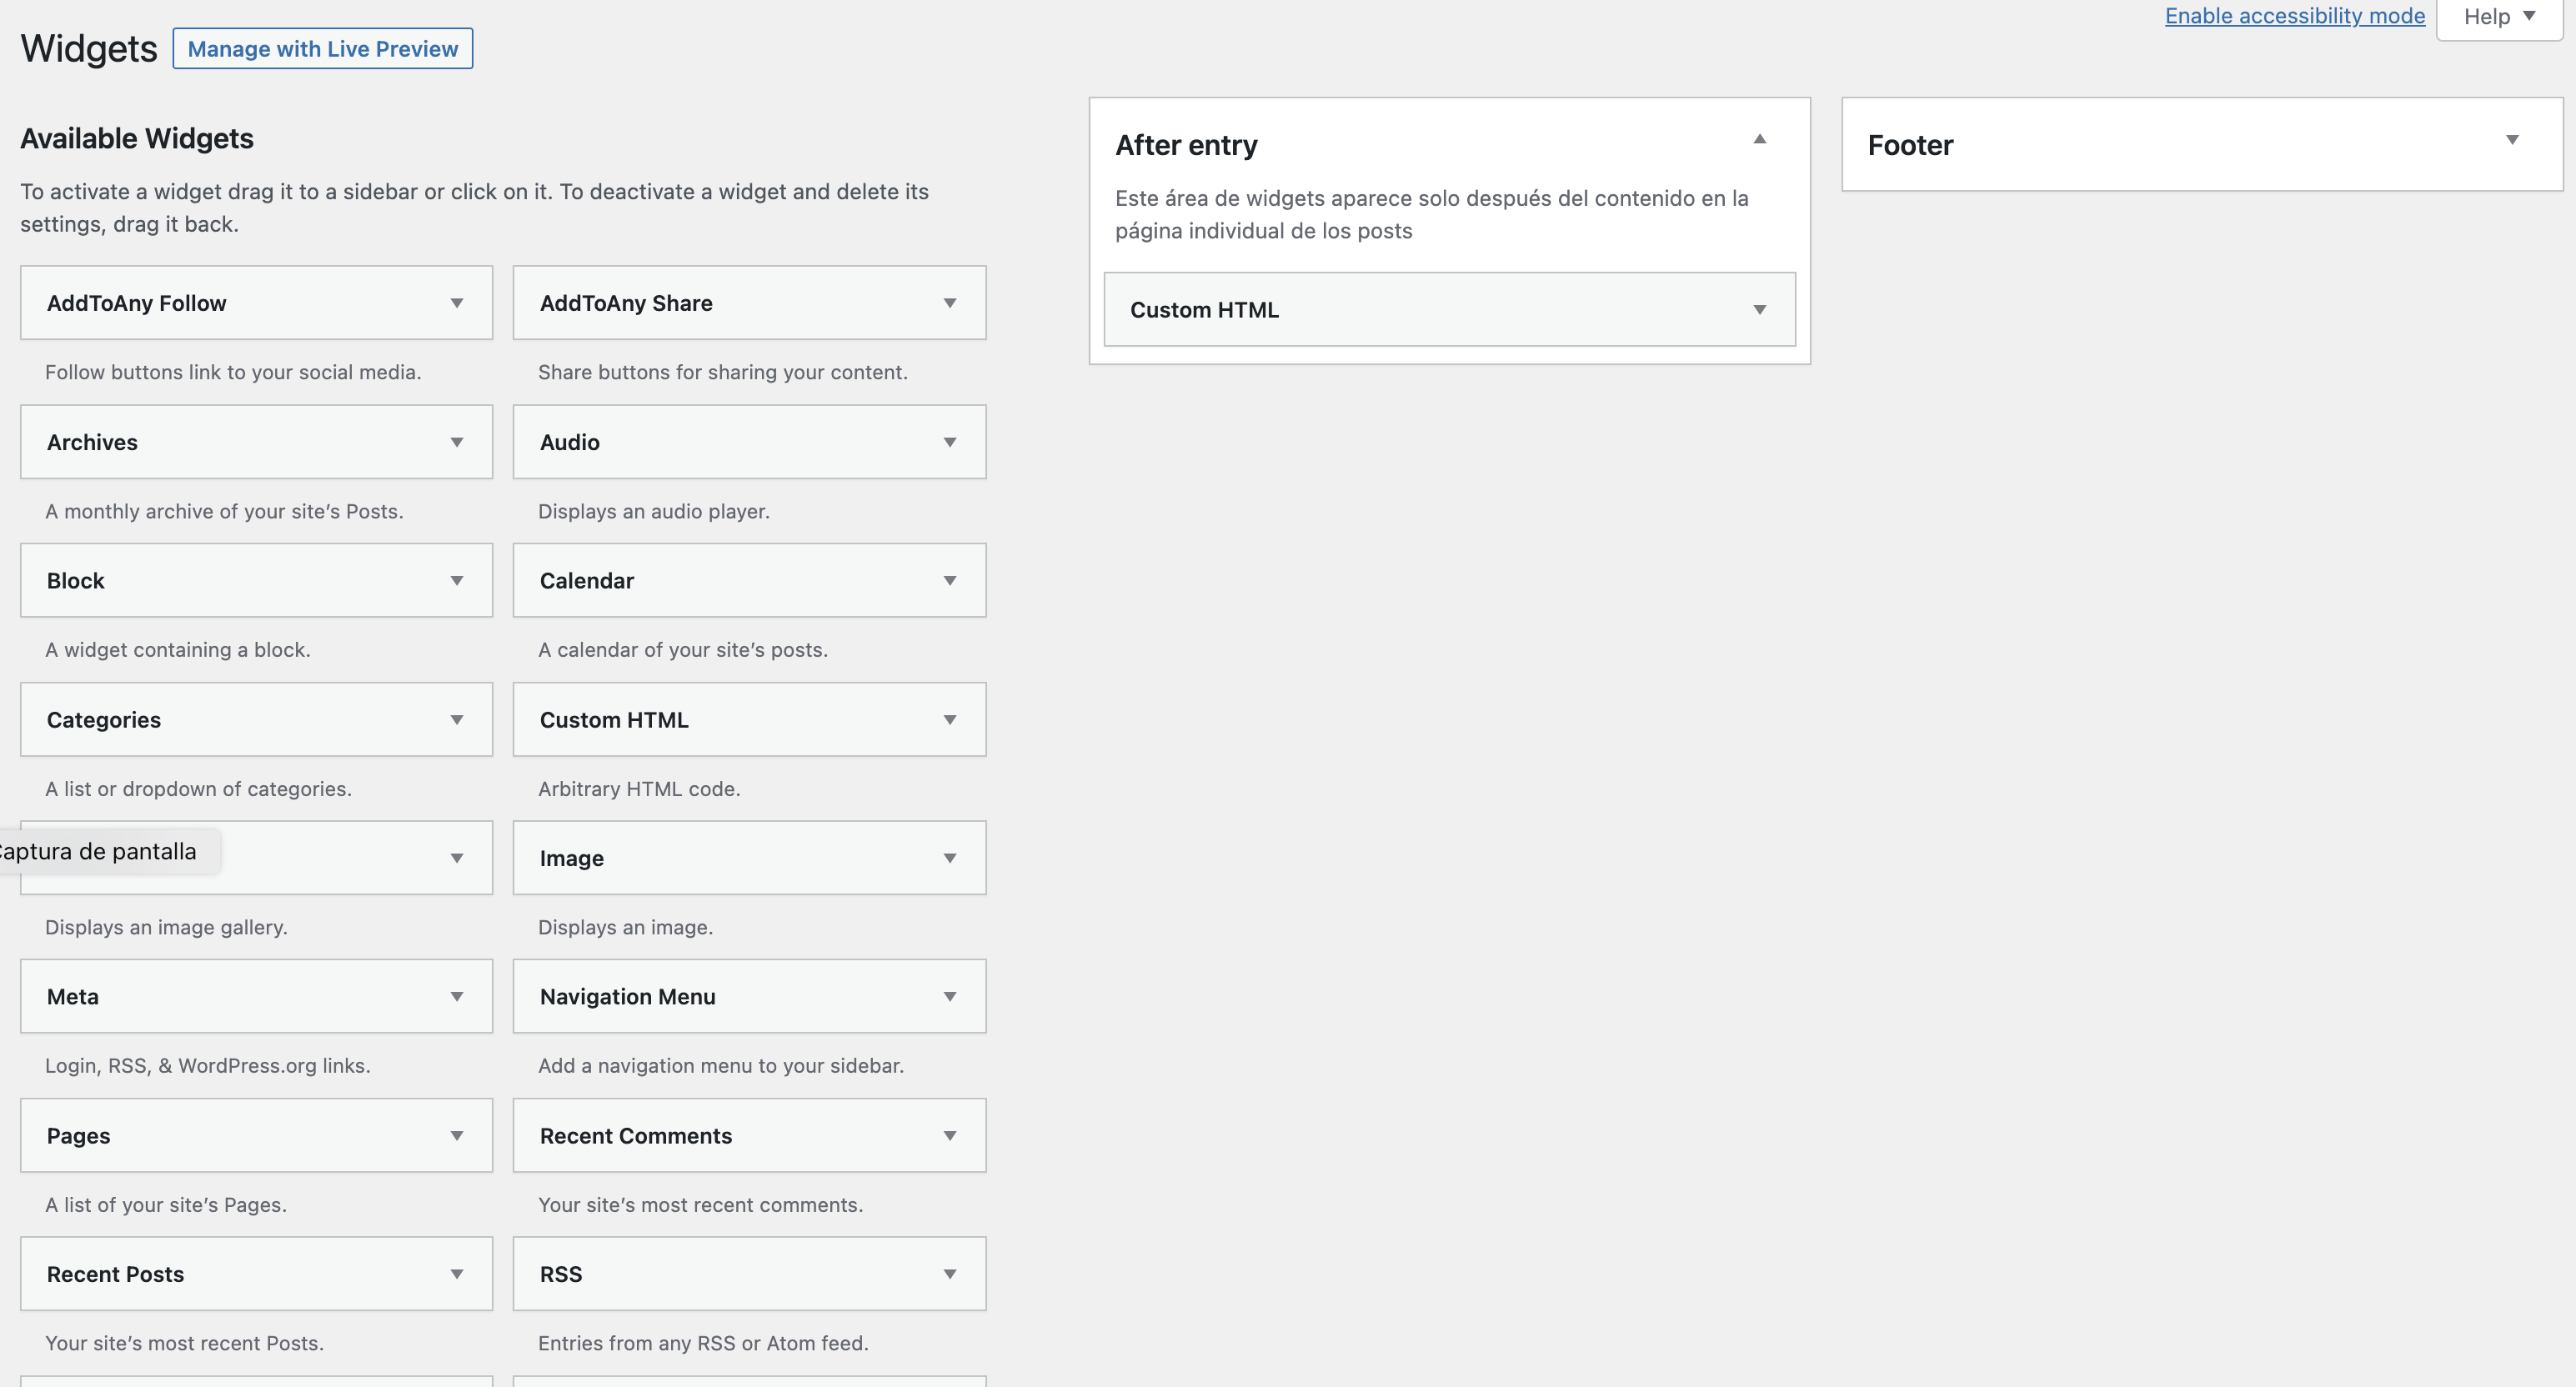 Enable accessibility mode
Help
Widgets
Manage with Live Preview
Available Widgets
To activate a widget drag it to a sidebar or click on it. To deactivate a widget and delete its
settings, drag it back.
AddToAny Follow
AddToAny Share
Follow buttons link to your social media.
Share buttons for sharing your content.
Archives
Audio
A monthly archive of your site’s Posts.
Displays an audio player.
Block
Calendar
A widget containing a block.
A calendar of your site’s posts.
Categories
Custom HTML
A list or dropdown of categories.
Arbitrary HTML code.
Captura de pantalla
Image
Displays an image gallery.
Displays an image.
Meta
Navigation Menu
Login, RSS, & WordPress.org links.
Add a navigation menu to your sidebar.
Pages
Recent Comments
A list of your site’s Pages.
Your site’s most recent comments.
Recent Posts
RSS
Your site’s most recent Posts.
Entries from any RSS or Atom feed.
After entry
Este área de widgets aparece solo después del contenido en la
página individual de los posts
Custom HTML
Footer